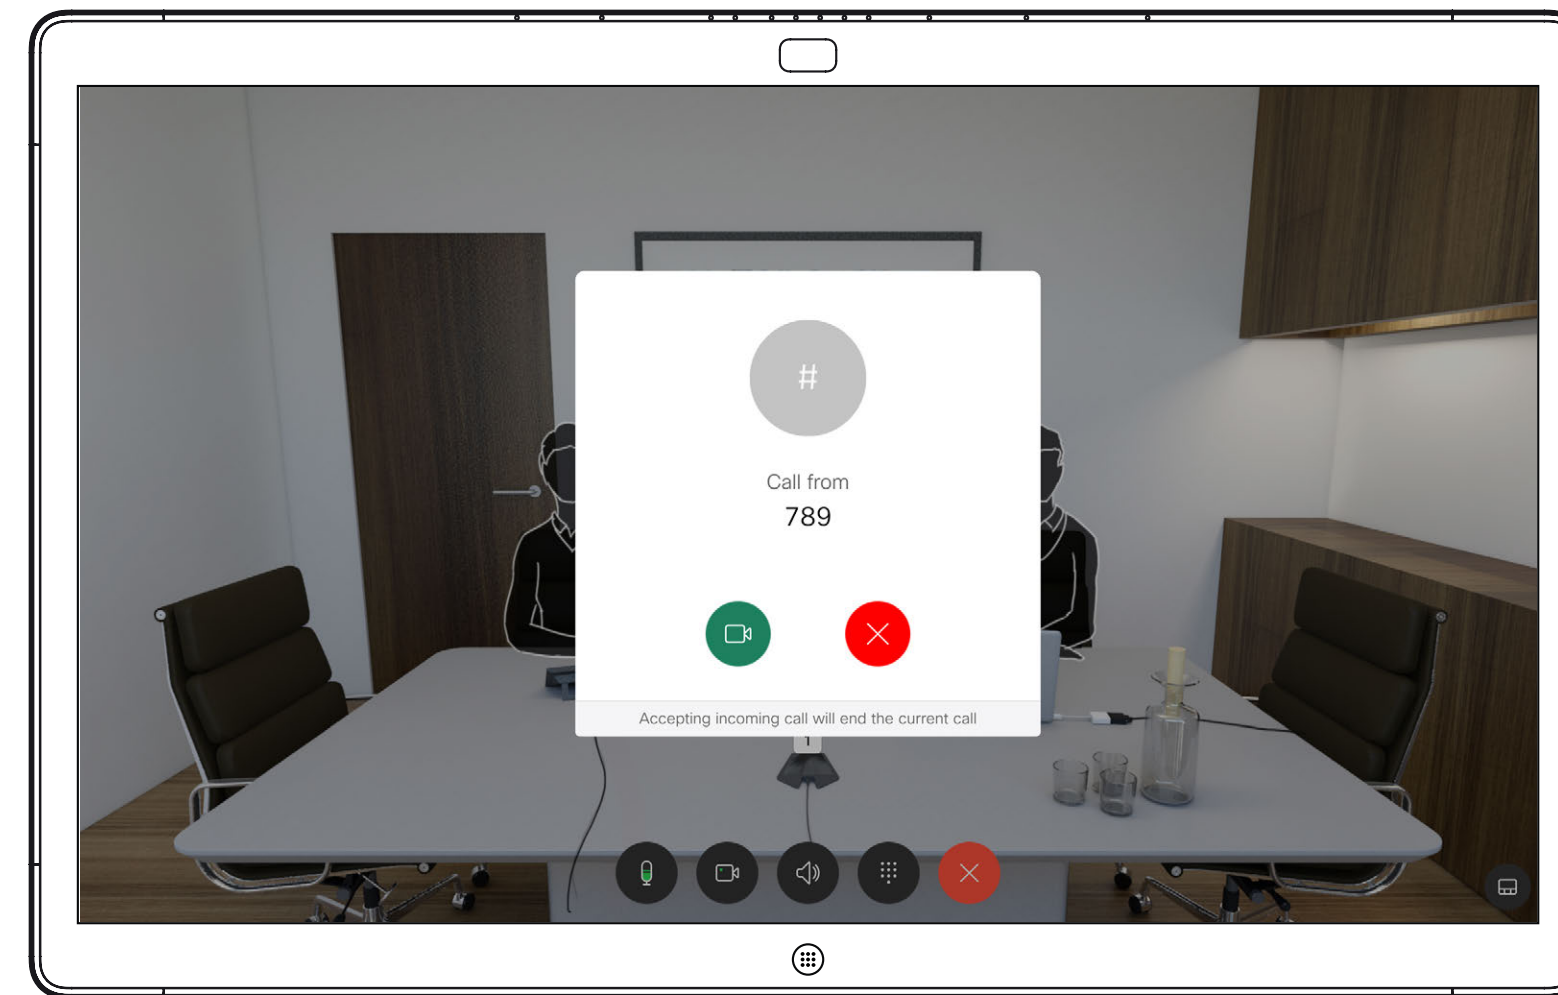 #
Call from
789
Accepting incoming call will end the current call